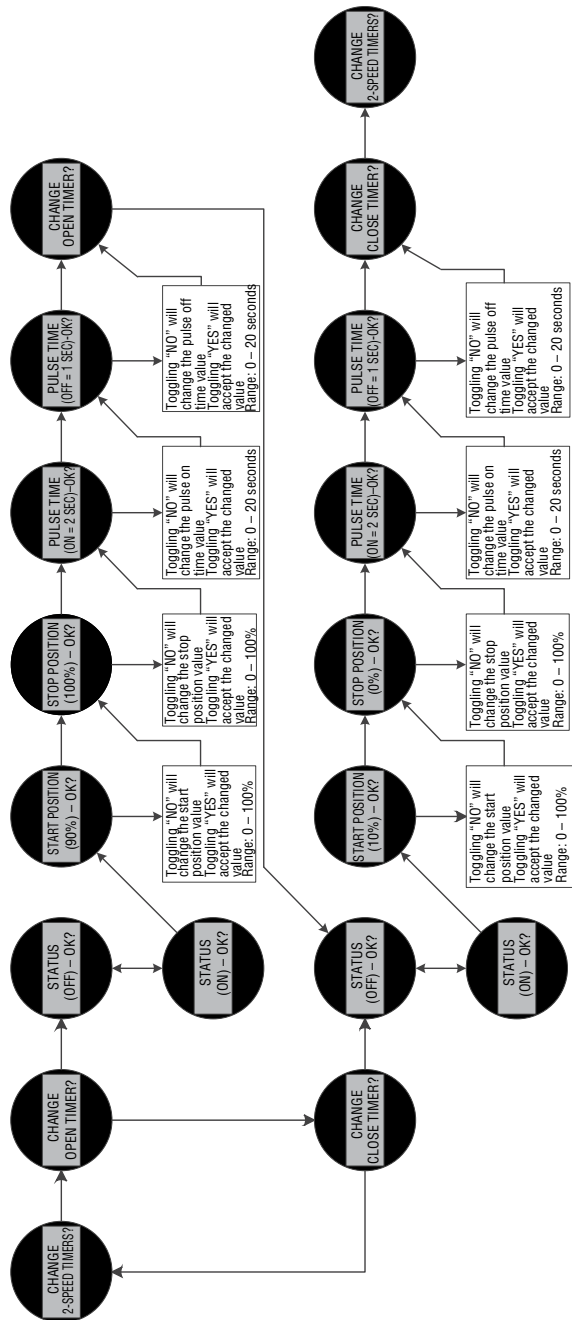 CHANGE
2-SPEED TIMERS?
CHANGE
OPEN TIMER?
STATUS
(OFF) – OK?
STATUS
(ON) – OK?
START POSITION
(90%) – OK?
Toggling “NO” will
change the start
position value
Toggling “YES” will
accept the changed
value
Range: 0 – 100%
STOP POSITION
(100%) – OK?
Toggling “NO” will
change the stop
position value
Toggling “YES” will
accept the changed
value
Range: 0 – 100%
PULSE TIME
(ON = 2 SEC)–OK?
Toggling “NO” will
change the pulse on
time value
Toggling “YES” will
accept the changed
value
Range: 0 – 20 seconds
PULSE TIME
(OFF = 1 SEC)-OK?
Toggling “NO” will
change the pulse off
time value
Toggling “YES” will
accept the changed
value
Range: 0 – 20 seconds
CHANGE
OPEN TIMER?
CHANGE
CLOSE TIMER?
STATUS
(OFF) – OK?
STATUS
(ON) – OK?
START POSITION
(10%) – OK?
Toggling “NO” will
change the start
position value
Toggling “YES” will
accept the changed
value
Range: 0 – 100%
STOP POSITION
(0%) – OK?
Toggling “NO” will
change the stop
position value
Toggling “YES” will
accept the changed
value
Range: 0 – 100%
PULSE TIME
(ON = 2 SEC)–OK?
Toggling “NO” will
change the pulse on
time value
Toggling “YES” will
accept the changed
value
Range: 0 – 20 seconds
PULSE TIME
(OFF = 1 SEC)-OK?
Toggling “NO” will
change the pulse off
time value
Toggling “YES” will
accept the changed
value
Range: 0 – 20 seconds
CHANGE
CLOSE TIMER?
CHANGE
2-SPEED TIMERS?